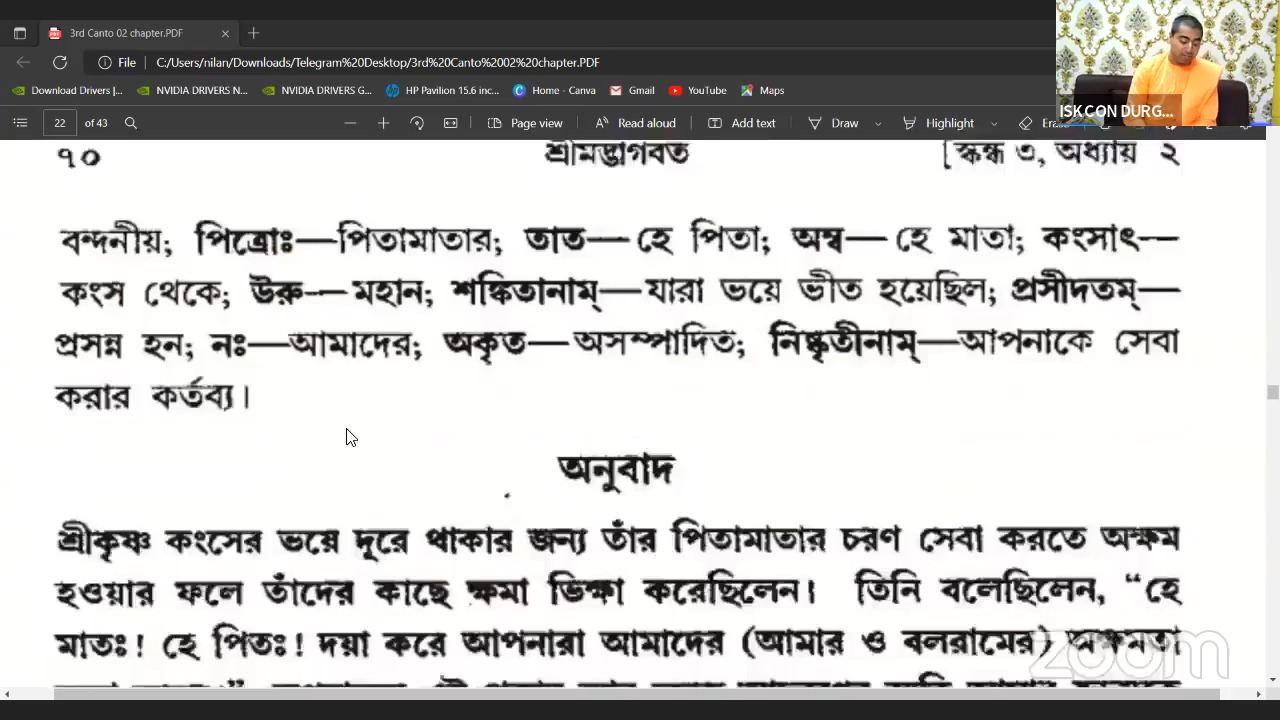 3rd Canto 02 chapter.PDF
File C:/Users/nilan/Downloads/Telegram%20Desktop/3rd%20Canto%2002%20chapter.PDF
Download Drivers |... NVIDIA DRIVERS N... NVIDIA DRIVERS G... HP Pavilion 15.6 inc... Home - Canva Gmail YouTube Maps
ISKCON DURG...
22 of 43 Page view Read aloud Add text Draw Highlight
৭০ শ্রীমদ্ভাগবত [স্কন্ধ ৩, অধ্যায় ২
বন্দনীয়; পিত্রোঃ—পিতামাতার; তাত—হে পিতা; অম্ব—হে মাতা; কংসাৎ—
কংস থেকে; উরু—মহান; শঙ্কিতানাম্—যারা ভয়ে ভীত হয়েছিল; প্রসীদতম্—
প্রসন্ন হন; নঃ—আমাদের; অকৃত—অসম্পাদিত; নিষ্কৃতীনাম্—আপনাকে সেবা
করার কর্তব্য।
অনুবাদ
শ্রীকৃষ্ণ কংসের ভয়ে দূরে থাকার জন্য তাঁর পিতামাতার চরণ সেবা করতে অক্ষম
হওয়ার ফলে তাঁদের কাছে ক্ষমা ভিক্ষা করেছিলেন। তিনি বলেছিলেন, “হে
মাতঃ! হে পিতঃ! দয়া করে আপনারা আমাদের (আমার ও বলরামের) অক্ষমতা
zoom